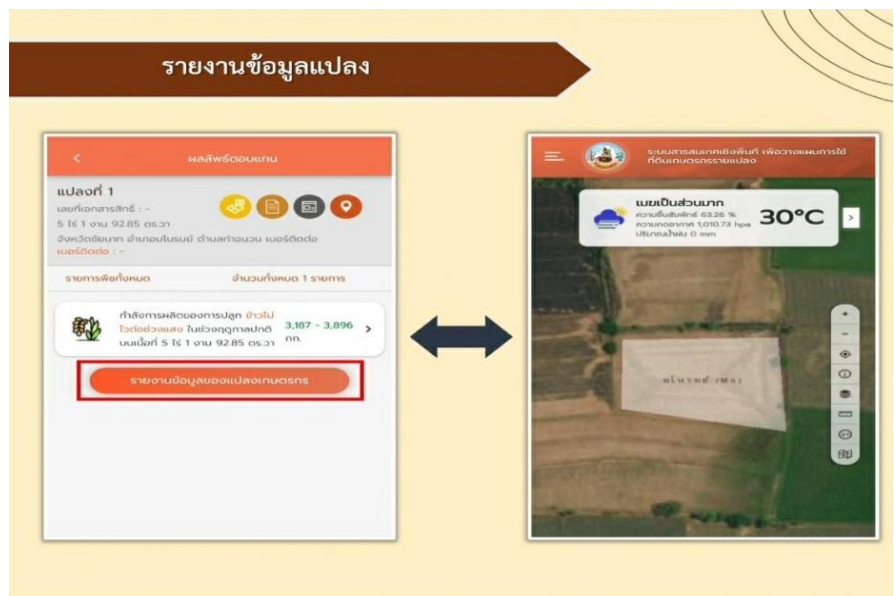 รายงานข้อมูลแปลง
ผลลัพธ์ตอบแทน
แปลงที่ 1
เลขที่เอกสารสิทธิ์ : -
5 ไร่ 1 งาน 92.85 ตร.วา
จังหวัดชัยนาท อำเภอมโนรมย์ ตำบลท่าฉนวน เบอร์ติดต่อ
เบอร์ติดต่อ : -
รายการพืชทั้งหมด
จำนวนทั้งหมด 1 รายการ
กำลังการผลิตของการปลูก ข้าวไม่
ไวต่อช่วงแสง ในช่วงฤดูกาลปกติ
บนเนื้อที่ 5 ไร่ 1 งาน 92.85 ตร.วา
3,187 - 3,896
กก.
รายงานข้อมูลของแปลงเกษตรกร
ระบบสารสนเทศเชิงพื้นที่ เพื่อวางแผนการใช้
ที่ดินเกษตรกรรายแปลง
เมฆเป็นส่วนมาก
ความชื้นสัมพัทธ์ 63.26 %
ความกดอากาศ 1,010.73 hpa
ปริมาณน้ำฝน 0 mm
30°C
มโนรมย์ (Mn)